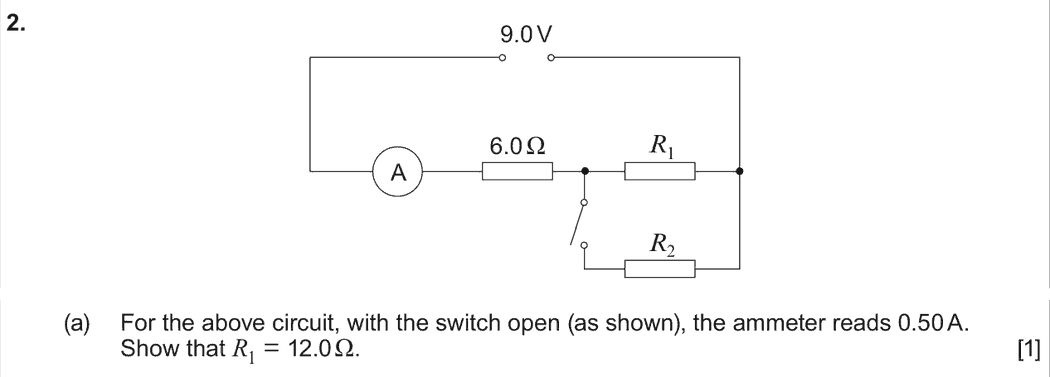 2.
9.0 V
6.0 Ω
R₁
A
R₂
(a) For the above circuit, with the switch open (as shown), the ammeter reads 0.50 A.
Show that R₁ = 12.0 Ω.
[1]